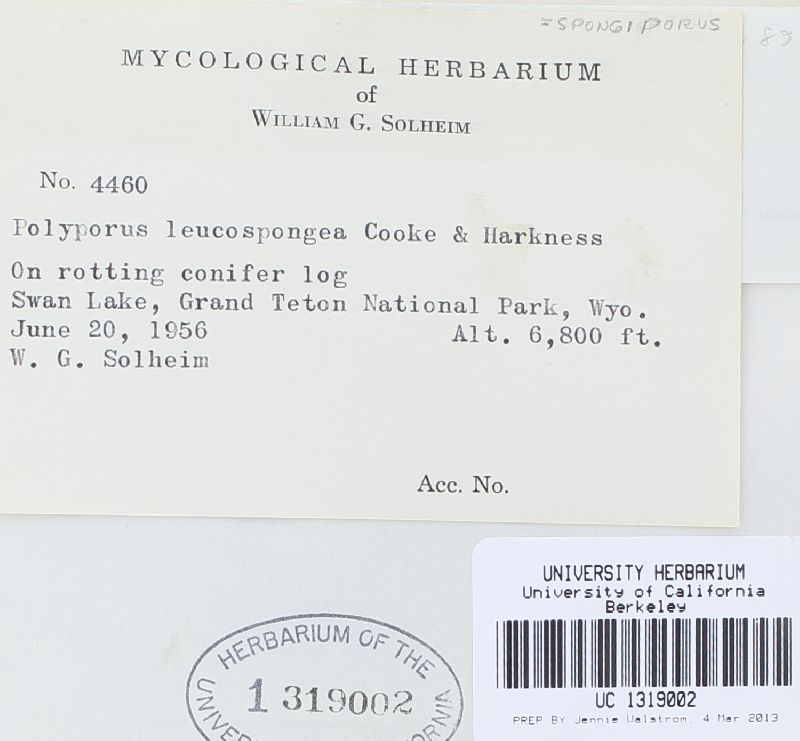 =SPONGIPORUS
89
MYCOLOGICAL HERBARIUM
of
WILLIAM G. SOLHEIM
No. 4460
Polyporus leucospongea Cooke & Harkness
On rotting conifer log
Swan Lake, Grand Teton National Park, Wyo.
June 20, 1956 Alt. 6,800 ft.
W. G. Solheim
Acc. No.
UNIVERSITY HERBARIUM
University of California
Berkeley
UC 1319002
PREP BY Jennie Walstrom, 4 Mar 2013
HERBARIUM OF THE
1319002